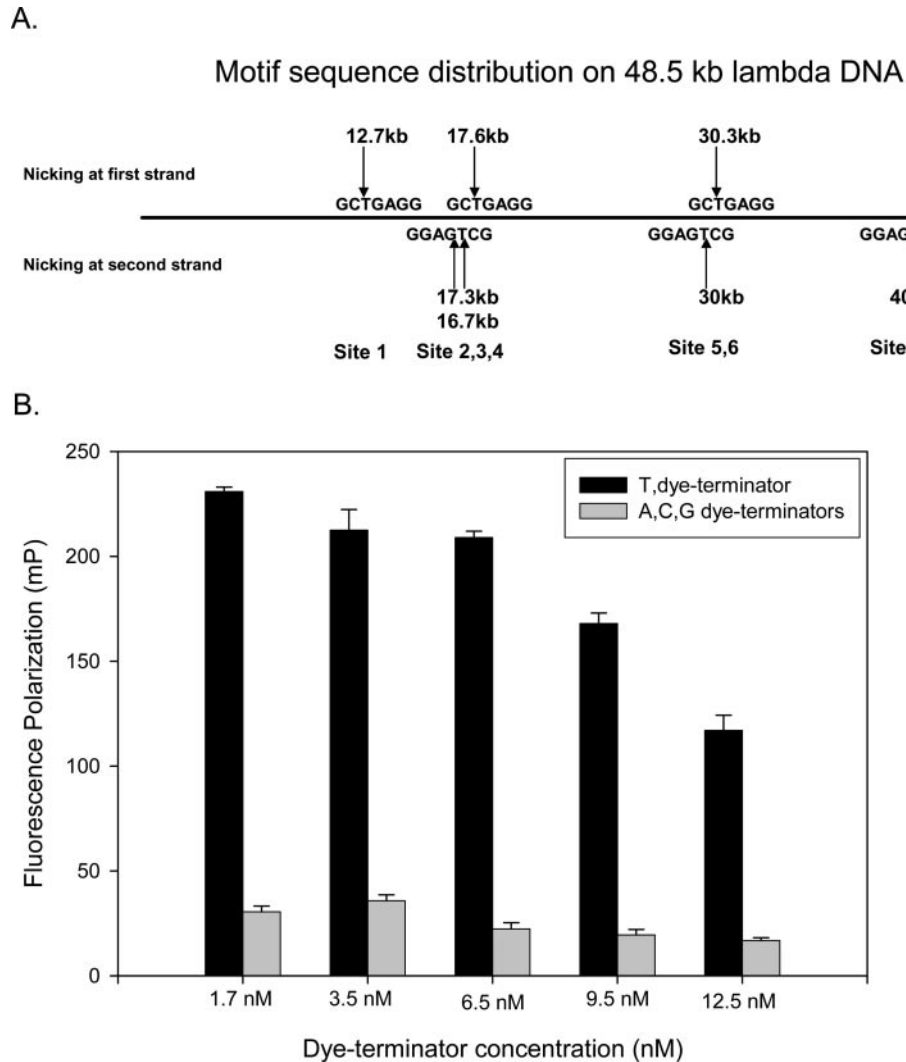 A.
Motif sequence distribution on 48.5 kb lambda DNA
12.7kb 17.6kb 30.3kb
Nicking at first strand
GCTGAGG GCTGAGG GCTGAGG
GGAGTCG GGAGTCG GGAG
Nicking at second strand
17.3kb 30kb 40
16.7kb
Site 1 Site 2,3,4 Site 5,6 Site
B.
250
T,dye-terminator
A,C,G dye-terminators
200
150
100
50
0
Fluorescence Polarization (mP)
1.7 nM 3.5 nM 6.5 nM 9.5 nM 12.5 nM
Dye-terminator concentration (nM)